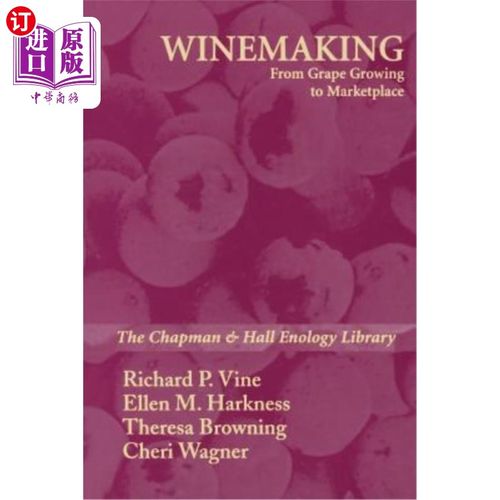 订
进口
原版
中华商务
WINEMAKING
From Grape Growing
to Marketplace
The Chapman & Hall Enology Library
Richard P. Vine
Ellen M. Harkness
Theresa Browning
Cheri Wagner